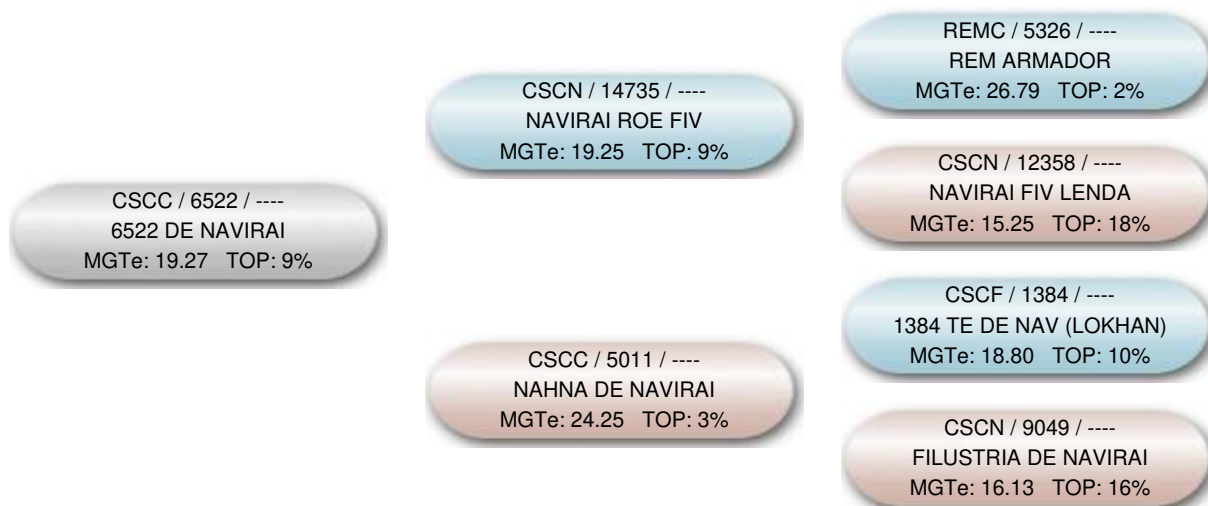 REMC / 5326 / ----
REM ARMADOR
MGTe: 26.79 TOP: 2%
CSCN / 14735 / ----
NAVIRAI ROE FIV
MGTe: 19.25 TOP: 9%
CSCN / 12358 / ----
NAVIRAI FIV LENDA
MGTe: 15.25 TOP: 18%
CSCC / 6522 / ----
6522 DE NAVIRAI
MGTe: 19.27 TOP: 9%
CSCF / 1384 / ----
1384 TE DE NAV (LOKHAN)
MGTe: 18.80 TOP: 10%
CSCC / 5011 / ----
NAHNA DE NAVIRAI
MGTe: 24.25 TOP: 3%
CSCN / 9049 / ----
FILUSTRIA DE NAVIRAI
MGTe: 16.13 TOP: 16%